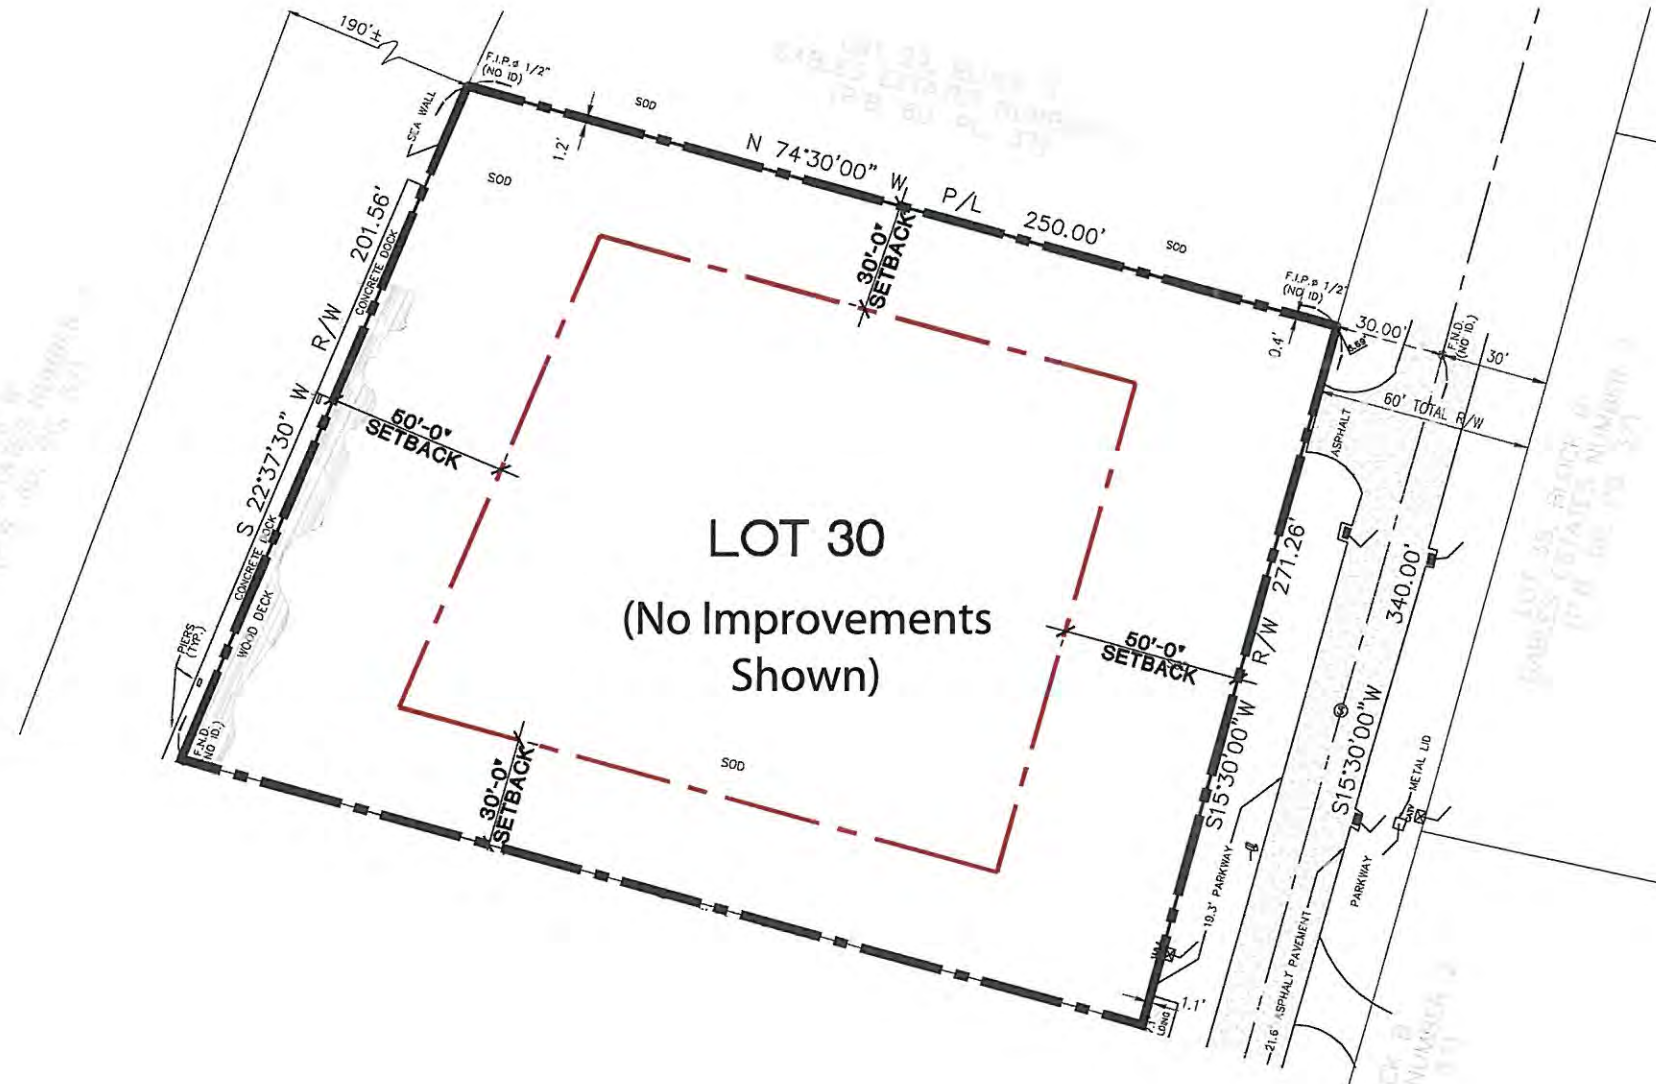 190'±
F.I.P.ø 1/2"
(NO ID)
SOD
SEA WALL
1.2'
SOD
N 74°30'00" W
P/L
250.00'
SOD
30'-0"
SETBACK
F.I.P.ø 1/2"
(NO ID)
0.4'
30.00'
F.N.D.
(NO ID.)
30'
60' TOTAL R/W
ASPHALT
201.56'
CONCRETE DOCK
R/W
S 22°37'30" W
50'-0"
SETBACK
CONCRETE DOCK
WOOD DECK
PIERS
(TYP.)
F.N.D.
(NO ID.)
LOT 30
(No Improvements
Shown)
271.26'
R/W
S15°30'00"W
50'-0"
SETBACK
340.00'
S15°30'00"W
30'-0"
SETBACK
SOD
METAL LID
19.3' PARKWAY
PARKWAY
21.6' ASPHALT PAVEMENT
1.1'